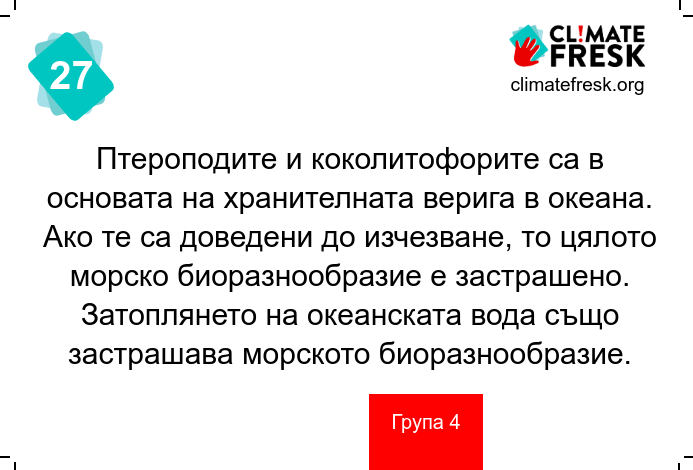 27
CL!MATE
FRESK
climatefresk.org
Птероподите и коколитофорите са в
основата на хранителната верига в океана.
Ако те са доведени до изчезване, то цялото
морско биоразнообразие е застрашено.
Затоплянето на океанската вода също
застрашава морското биоразнообразие.
Група 4